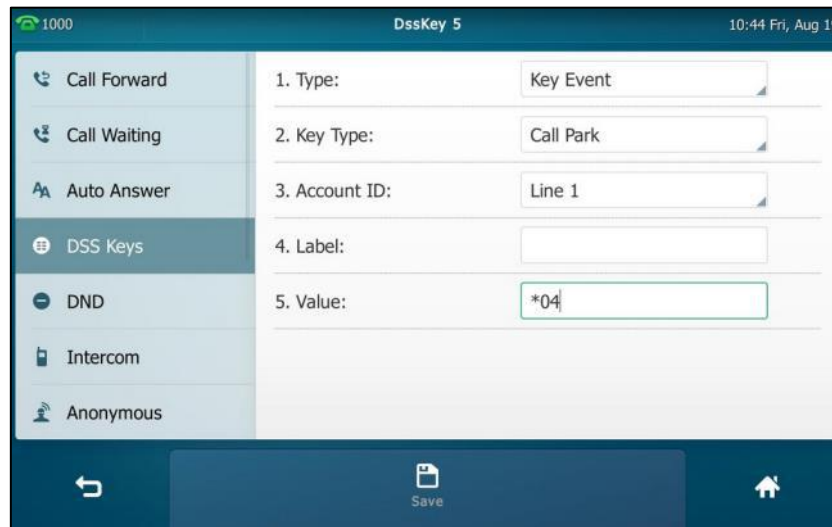 1000 DssKey 5 10:44 Fri, Aug 1
Call Forward
Call Waiting
Auto Answer
DSS Keys
DND
Intercom
Anonymous
1. Type: Key Event
2. Key Type: Call Park
3. Account ID: Line 1
4. Label:
5. Value: *04
Save